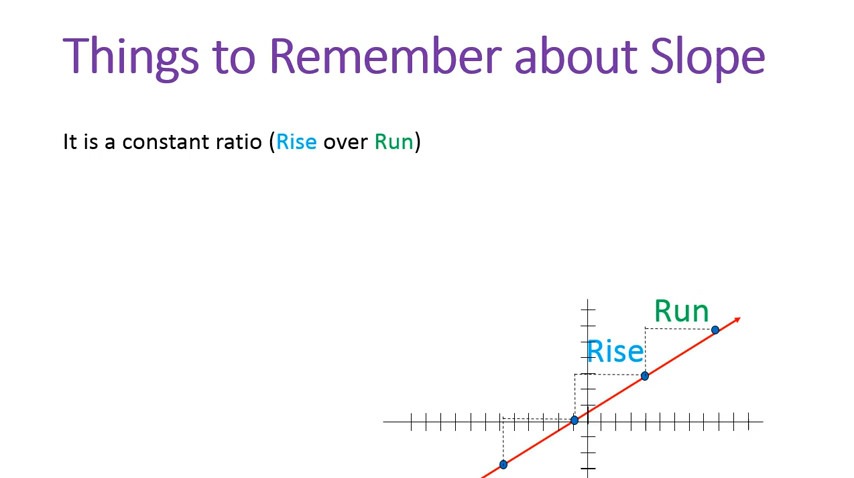 Things to Remember about Slope
It is a constant ratio (Rise over Run)
Run
Rise